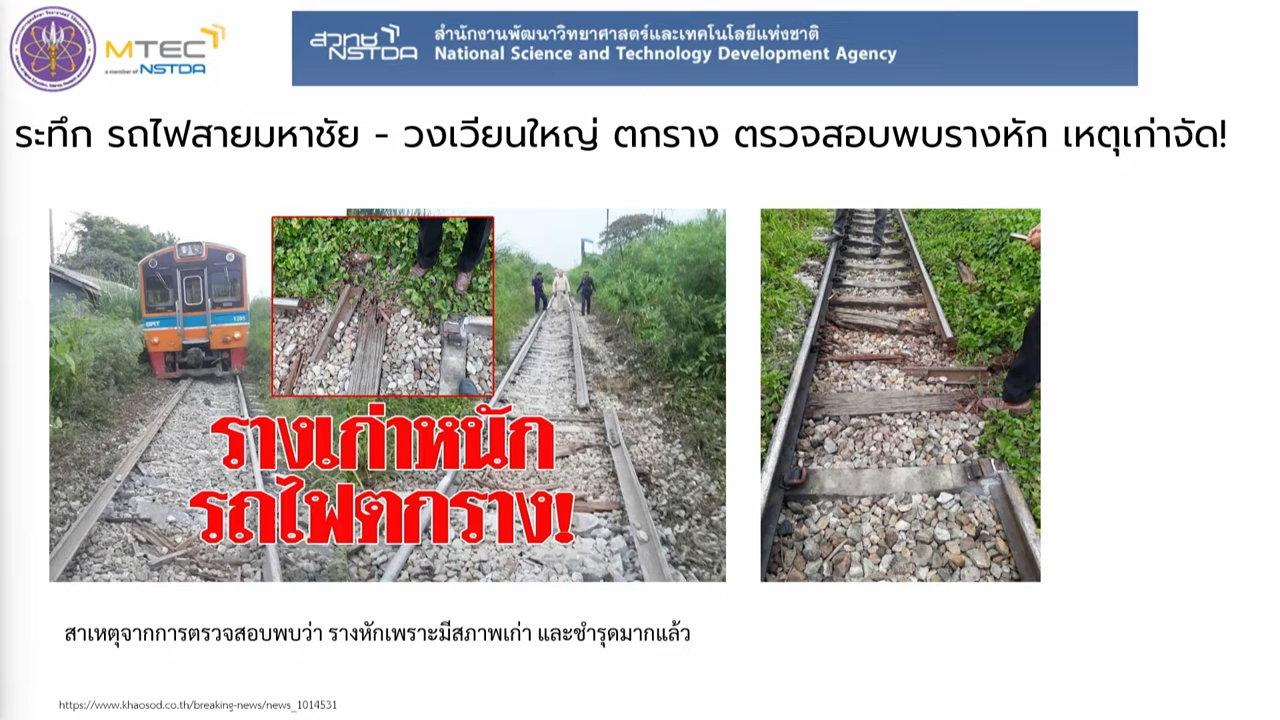 MTEC
a member of NSTDA
สวทช
NSTDA
สำนักงานพัฒนาวิทยาศาสตร์และเทคโนโลยีแห่งชาติ
National Science and Technology Development Agency
ระทึก รถไฟสายมหาชัย - วงเวียนใหญ่ ตกราง ตรวจสอบพบรางหัก เหตุเก่าจัด!
รางเก่าหนัก
รถไฟตกราง!
สาเหตุจากการตรวจสอบพบว่า รางหักเพราะมีสภาพเก่า และชำรุดมากแล้ว
https://www.khaosod.co.th/breaking-news/news_1014531